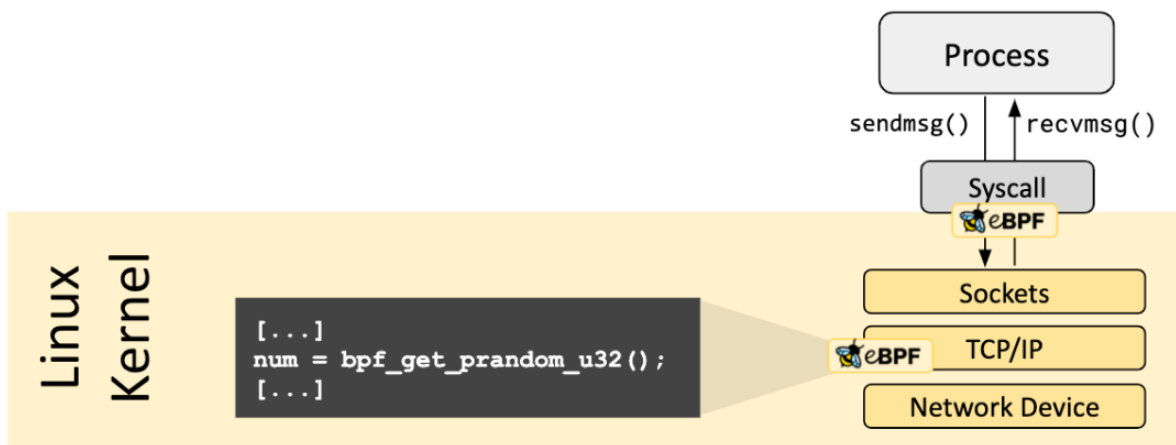 Process
sendmsg()
recvmsg()
Syscall
eBPF
Linux
Kernel
Sockets
[...]
num = bpf_get_prandom_u32();
[...]
eBPF
TCP/IP
Network Device